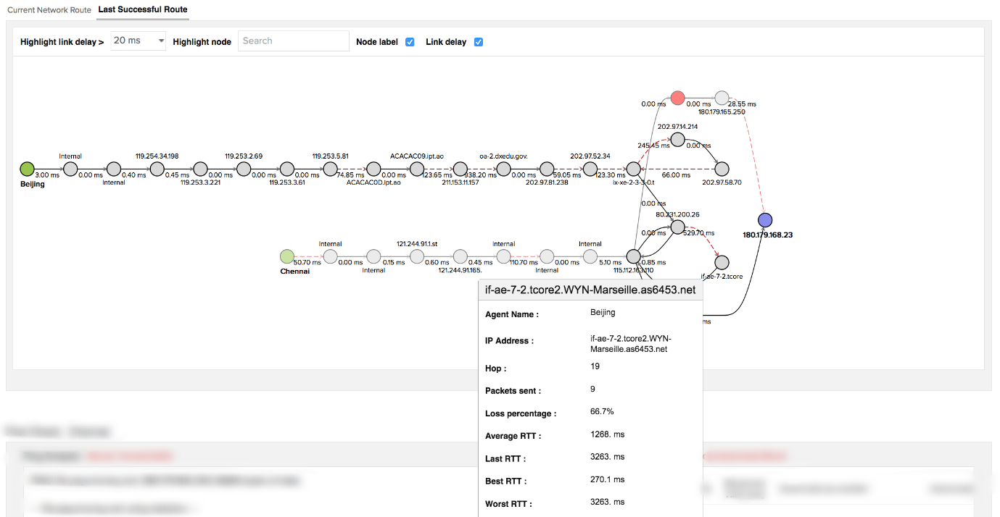 Current Network Route Last Successful Route
Highlight link delay > 20 ms Highlight node Search Node label Link delay
0.00 ms 0.00 ms 28.55 ms
180.179.165.250
202.97.14.214
245.45 ms 0.00 ms
Internal 119.254.34.198 119.253.2.69 119.253.5.81 ACACAC09.ipt.ao oa-2.dxedu.gov. 202.97.52.34
3.00 ms 0.00 ms 0.40 ms 0.45 ms 0.00 ms 0.00 ms 0.00 ms 74.85 ms 0.00 ms 123.65 ms 938.20 ms 0.00 ms 59.05 ms 123.30 ms 66.00 ms
Beijing Internal 119.253.3.221 119.253.3.61 ACACAC0D.ipt.ao 211.153.11.157 202.97.81.238 ix-xe-2-3-3-0.t 202.97.58.70
0.00 ms
80.231.200.26
0.00 ms 529.70 ms
180.179.168.23
Internal 121.244.91.1.st Internal Internal
50.70 ms 0.00 ms 0.15 ms 0.60 ms 0.45 ms 110.70 ms 0.00 ms 5.10 ms 0.85 ms
Chennai Internal 121.244.91.165. Internal 115.112.163.110
if-ae-7-2.tcore
if-ae-7-2.tcore2.WYN-Marseille.as6453.net
Agent Name : Beijing
IP Address : if-ae-7-2.tcore2.WYN-
Marseille.as6453.net
ms
Hop : 19
Packets sent : 9
Loss percentage : 66.7%
Average RTT : 1268. ms
Last RTT : 3263. ms
Best RTT : 270.1 ms
Worst RTT : 3263. ms